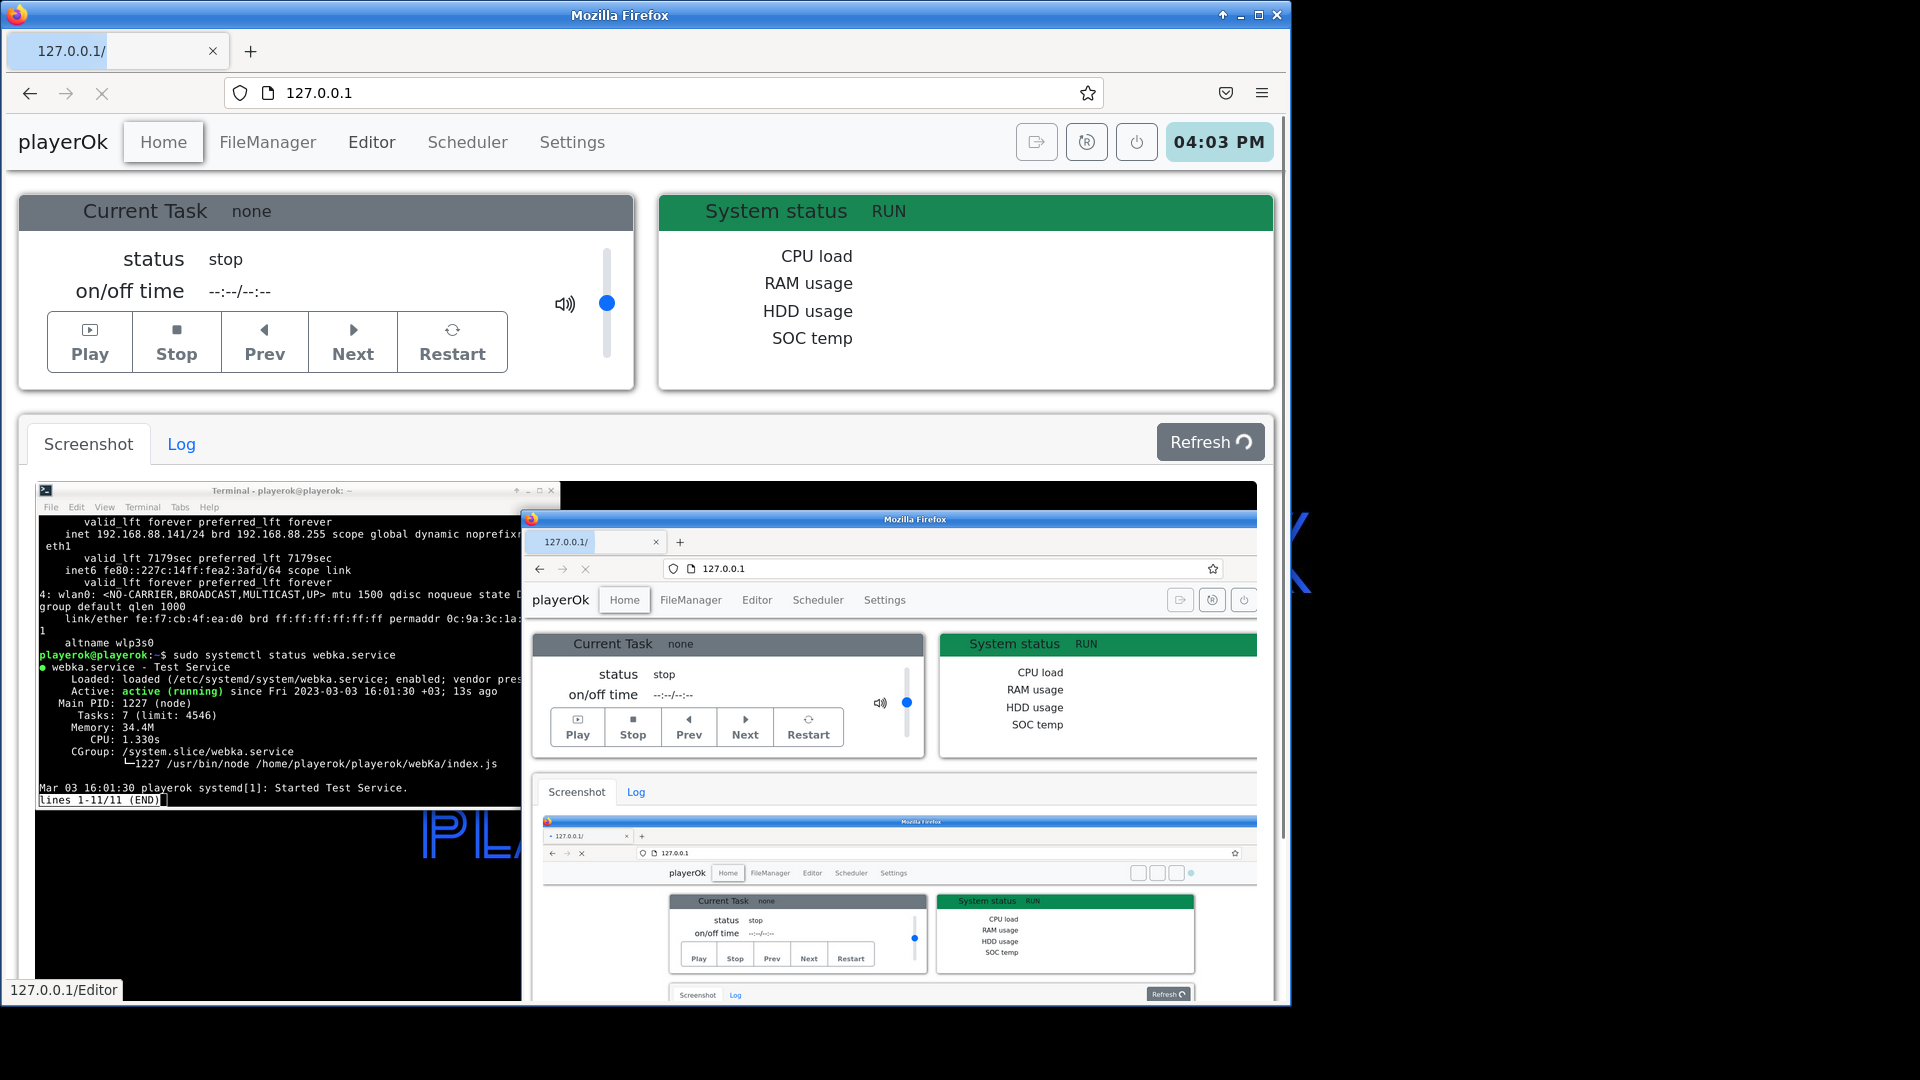 Mozilla Firefox
127.0.0.1/
127.0.0.1
playerOk Home FileManager Editor Scheduler Settings 04:03 PM
Current Task none
status stop
on/off time --:--/--:--
Play Stop Prev Next Restart
System status RUN
CPU load
RAM usage
HDD usage
SOC temp
Screenshot Log Refresh
Terminal - playerok@playerok: ~
File Edit View Terminal Tabs Help
valid_lft forever preferred_lft forever
inet 192.168.88.141/24 brd 192.168.88.255 scope global dynamic noprefixr
eth1
valid_lft 7179sec preferred_lft 7179sec
inet6 fe80::227c:14ff:fea2:3afd/64 scope link
valid_lft forever preferred_lft forever
4: wlan0: <NO-CARRIER,BROADCAST,MULTICAST,UP> mtu 1500 qdisc noqueue state D
group default qlen 1000
link/ether fe:f7:cb:4f:ea:d0 brd ff:ff:ff:ff:ff:ff permaddr 0c:9a:3c:1a:
1
altname wlp3s0
playerok@playerok:~$ sudo systemctl status webka.service
● webka.service - Test Service
Loaded: loaded (/etc/systemd/system/webka.service; enabled; vendor pres
Active: active (running) since Fri 2023-03-03 16:01:30 +03; 13s ago
Main PID: 1227 (node)
Tasks: 7 (limit: 4546)
Memory: 34.4M
CPU: 1.330s
CGroup: /system.slice/webka.service
└─1227 /usr/bin/node /home/playerok/playerok/webKa/index.js
Mar 03 16:01:30 playerok systemd[1]: Started Test Service.
lines 1-11/11 (END)
PL
Mozilla Firefox
127.0.0.1/
127.0.0.1
playerOk Home FileManager Editor Scheduler Settings
Current Task none
status stop
on/off time --:--/--:--
Play Stop Prev Next Restart
System status RUN
CPU load
RAM usage
HDD usage
SOC temp
Screenshot Log
Mozilla Firefox
127.0.0.1/
127.0.0.1
playerOk Home FileManager Editor Scheduler Settings
Current Task none
status stop
on/off time --:--/--:--
Play Stop Prev Next Restart
System status RUN
CPU load
RAM usage
HDD usage
SOC temp
Screenshot Log Refresh
127.0.0.1/Editor